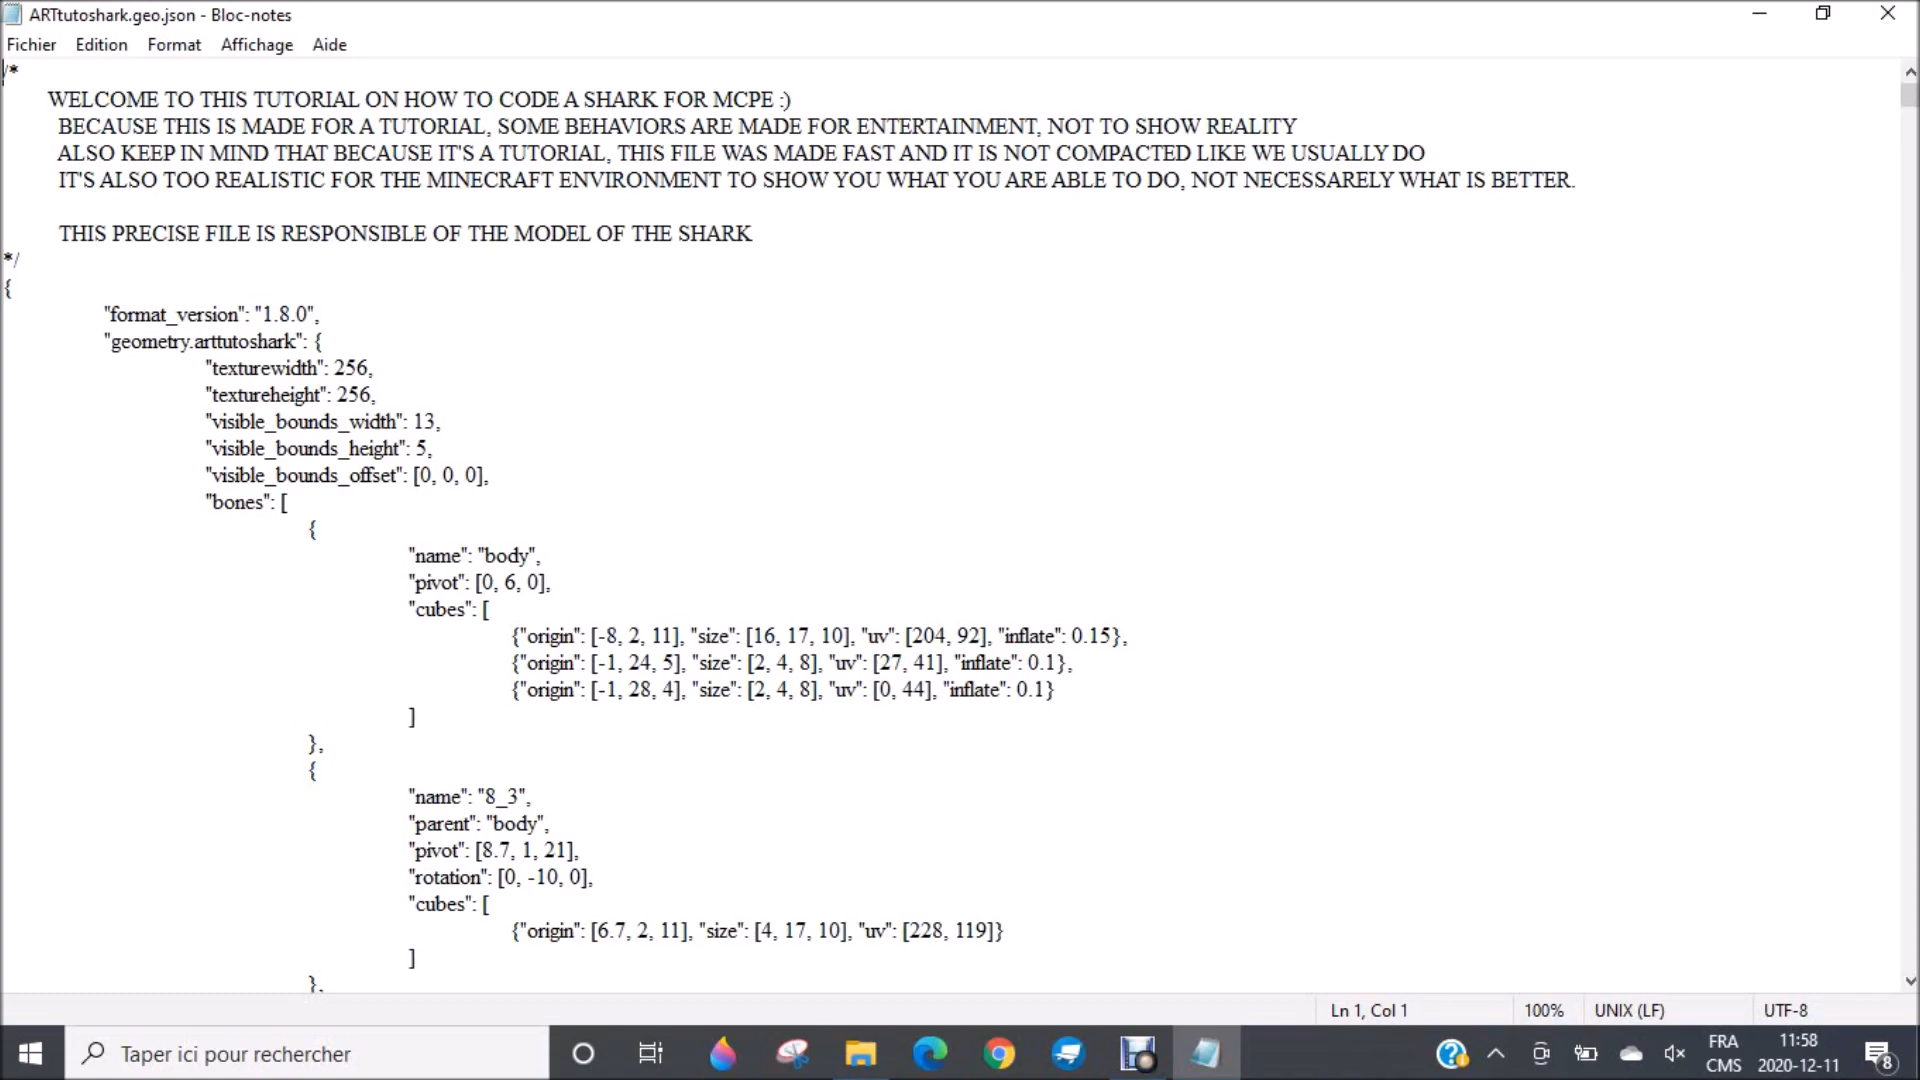 ARTtutoshark.geo.json - Bloc-notes
Fichier Edition Format Affichage Aide
/*
WELCOME TO THIS TUTORIAL ON HOW TO CODE A SHARK FOR MCPE :)
BECAUSE THIS IS MADE FOR A TUTORIAL, SOME BEHAVIORS ARE MADE FOR ENTERTAINMENT, NOT TO SHOW REALITY
ALSO KEEP IN MIND THAT BECAUSE IT'S A TUTORIAL, THIS FILE WAS MADE FAST AND IT IS NOT COMPACTED LIKE WE USUALLY DO
IT'S ALSO TOO REALISTIC FOR THE MINECRAFT ENVIRONMENT TO SHOW YOU WHAT YOU ARE ABLE TO DO, NOT NECESSARELY WHAT IS BETTER.
THIS PRECISE FILE IS RESPONSIBLE OF THE MODEL OF THE SHARK
*/
{
"format_version": "1.8.0",
"geometry.arttutoshark": {
"texturewidth": 256,
"textureheight": 256,
"visible_bounds_width": 13,
"visible_bounds_height": 5,
"visible_bounds_offset": [0, 0, 0],
"bones": [
{
"name": "body",
"pivot": [0, 6, 0],
"cubes": [
{"origin": [-8, 2, 11], "size": [16, 17, 10], "uv": [204, 92], "inflate": 0.15},
{"origin": [-1, 24, 5], "size": [2, 4, 8], "uv": [27, 41], "inflate": 0.1},
{"origin": [-1, 28, 4], "size": [2, 4, 8], "uv": [0, 44], "inflate": 0.1}
]
},
{
"name": "8_3",
"parent": "body",
"pivot": [8.7, 1, 21],
"rotation": [0, -10, 0],
"cubes": [
{"origin": [6.7, 2, 11], "size": [4, 17, 10], "uv": [228, 119]}
]
},
Ln 1, Col 1 100% UNIX (LF) UTF-8
Taper ici pour rechercher
FRA 11:58
CMS 2020-12-11 8